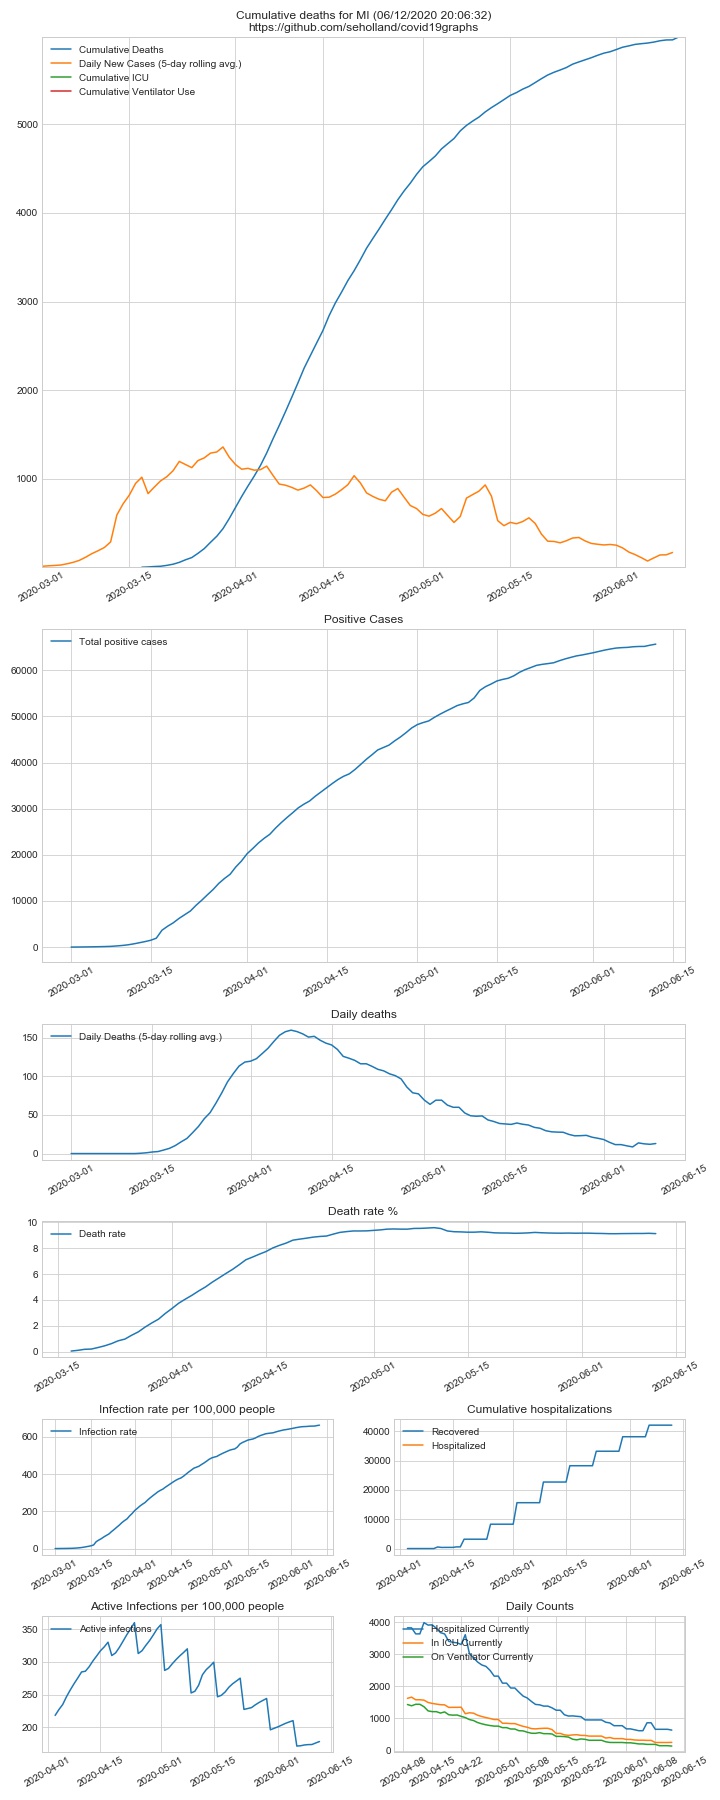 Cumulative deaths for MI (06/12/2020 20:06:32)
https://github.com/seholland/covid19graphs
Cumulative Deaths
Daily New Cases (5-day rolling avg.)
Cumulative ICU
Cumulative Ventilator Use
5000
4000
3000
2000
1000
2020-03-01 2020-03-15 2020-04-01 2020-04-15 2020-05-01 2020-05-15 2020-06-01
Positive Cases
Total positive cases
60000
50000
40000
30000
20000
10000
0
2020-03-01 2020-03-15 2020-04-01 2020-04-15 2020-05-01 2020-05-15 2020-06-01 2020-06-15
Daily deaths
Daily Deaths (5-day rolling avg.)
150
100
50
0
2020-03-01 2020-03-15 2020-04-01 2020-04-15 2020-05-01 2020-05-15 2020-06-01 2020-06-15
Death rate %
Death rate
10
8
6
4
2
0
2020-03-15 2020-04-01 2020-04-15 2020-05-01 2020-05-15 2020-06-01 2020-06-15
Infection rate per 100,000 people
Infection rate
600
400
200
0
2020-03-01 2020-03-15 2020-04-01 2020-04-15 2020-05-01 2020-05-15 2020-06-01 2020-06-15
Cumulative hospitalizations
Recovered
Hospitalized
40000
30000
20000
10000
0
2020-04-01 2020-04-15 2020-05-01 2020-05-15 2020-06-01 2020-06-15
Active Infections per 100,000 people
Active infections
350
300
250
200
2020-04-01 2020-04-15 2020-05-01 2020-05-15 2020-06-01 2020-06-15
Daily Counts
Hospitalized Currently
In ICU Currently
On Ventilator Currently
4000
3000
2000
1000
0
2020-04-08 2020-04-15 2020-04-22 2020-05-01 2020-05-08 2020-05-15 2020-05-22 2020-06-01 2020-06-08 2020-06-15